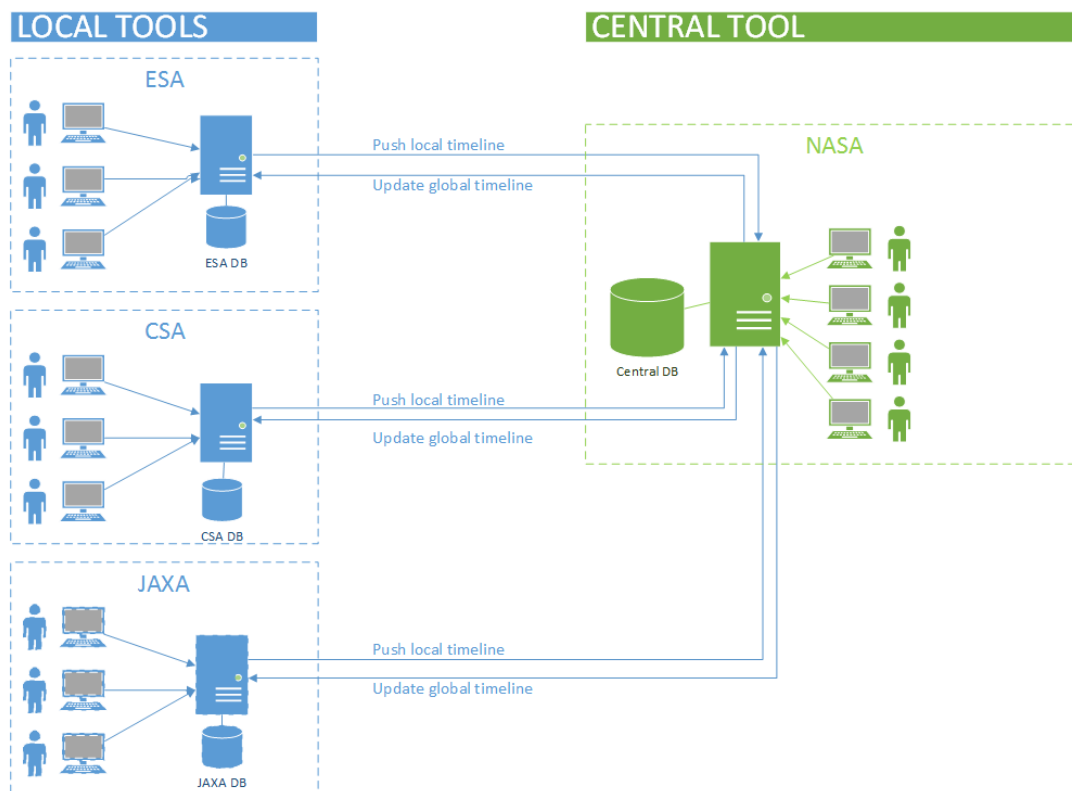 LOCAL TOOLS
CENTRAL TOOL
ESA
ESA DB
Push local timeline
Update global timeline
NASA
Central DB
CSA
CSA DB
Push local timeline
Update global timeline
JAXA
JAXA DB
Push local timeline
Update global timeline